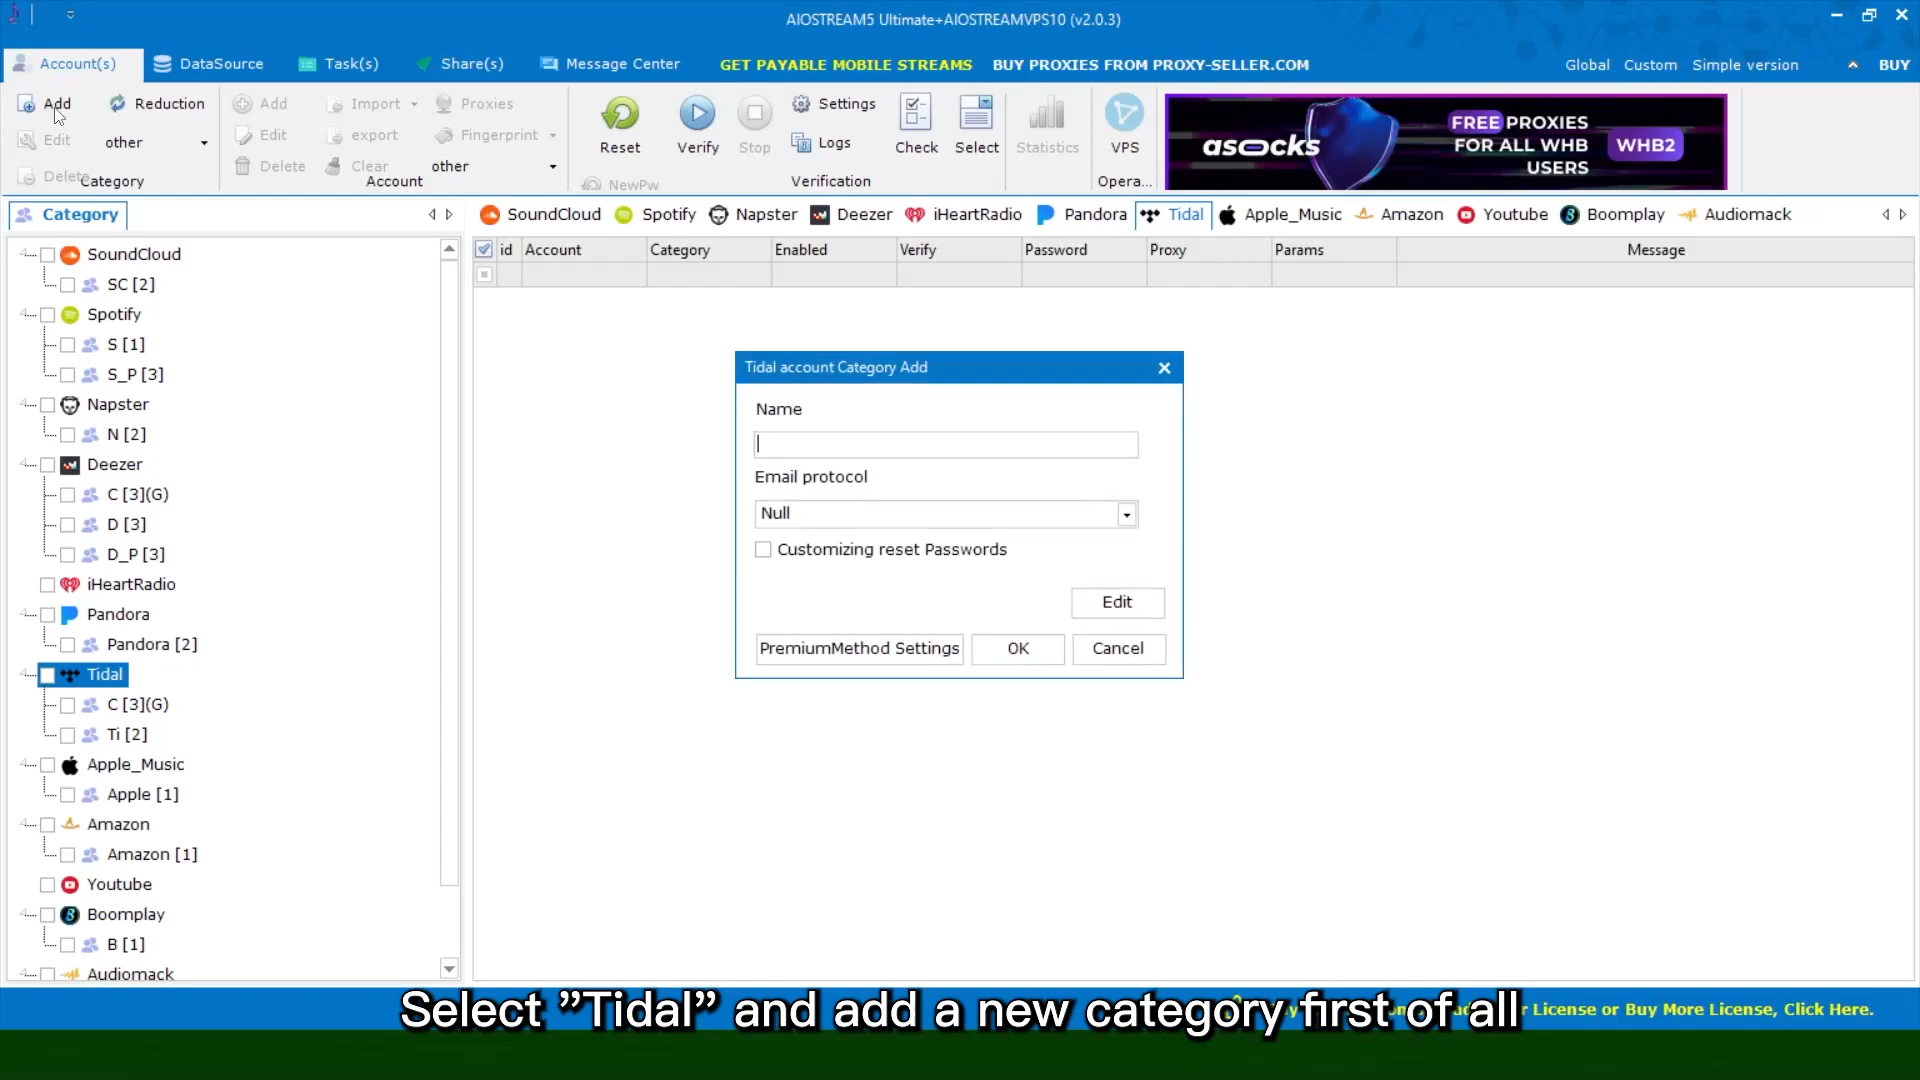 AIOSTREAM5 Ultimate+AIOSTREAMVPS10 (v2.0.3)
Account(s) DataSource Task(s) Share(s) Message Center GET PAYABLE MOBILE STREAMS BUY PROXIES FROM PROXY-SELLER.COM Global Custom Simple version BUY
Add Reduction Add Import Proxies Settings
Edit other Edit export Fingerprint Logs
Delete Delete Clear other
Category Account NewPw
Reset Verify Stop Check Select Statistics VPS
Verification Opera...
asocks FREE PROXIES
FOR ALL WHB
USERS
WHB2
Category SoundCloud Spotify Napster Deezer iHeartRadio Pandora Tidal Apple_Music Amazon Youtube Boomplay Audiomack
id Account Category Enabled Verify Password Proxy Params Message
SoundCloud
SC [2]
Spotify
S [1]
S_P [3]
Napster
N [2]
Deezer
C [3](G)
D [3]
D_P [3]
iHeartRadio
Pandora
Pandora [2]
Tidal
C [3](G)
Ti [2]
Apple_Music
Apple [1]
Amazon
Amazon [1]
Youtube
Boomplay
B [1]
Audiomack
Tidal account Category Add
Name
Email protocol
Null
Customizing reset Passwords
Edit
PremiumMethod Settings OK Cancel
Select "Tidal" and add a new category first of all
License or Buy More License, Click Here.